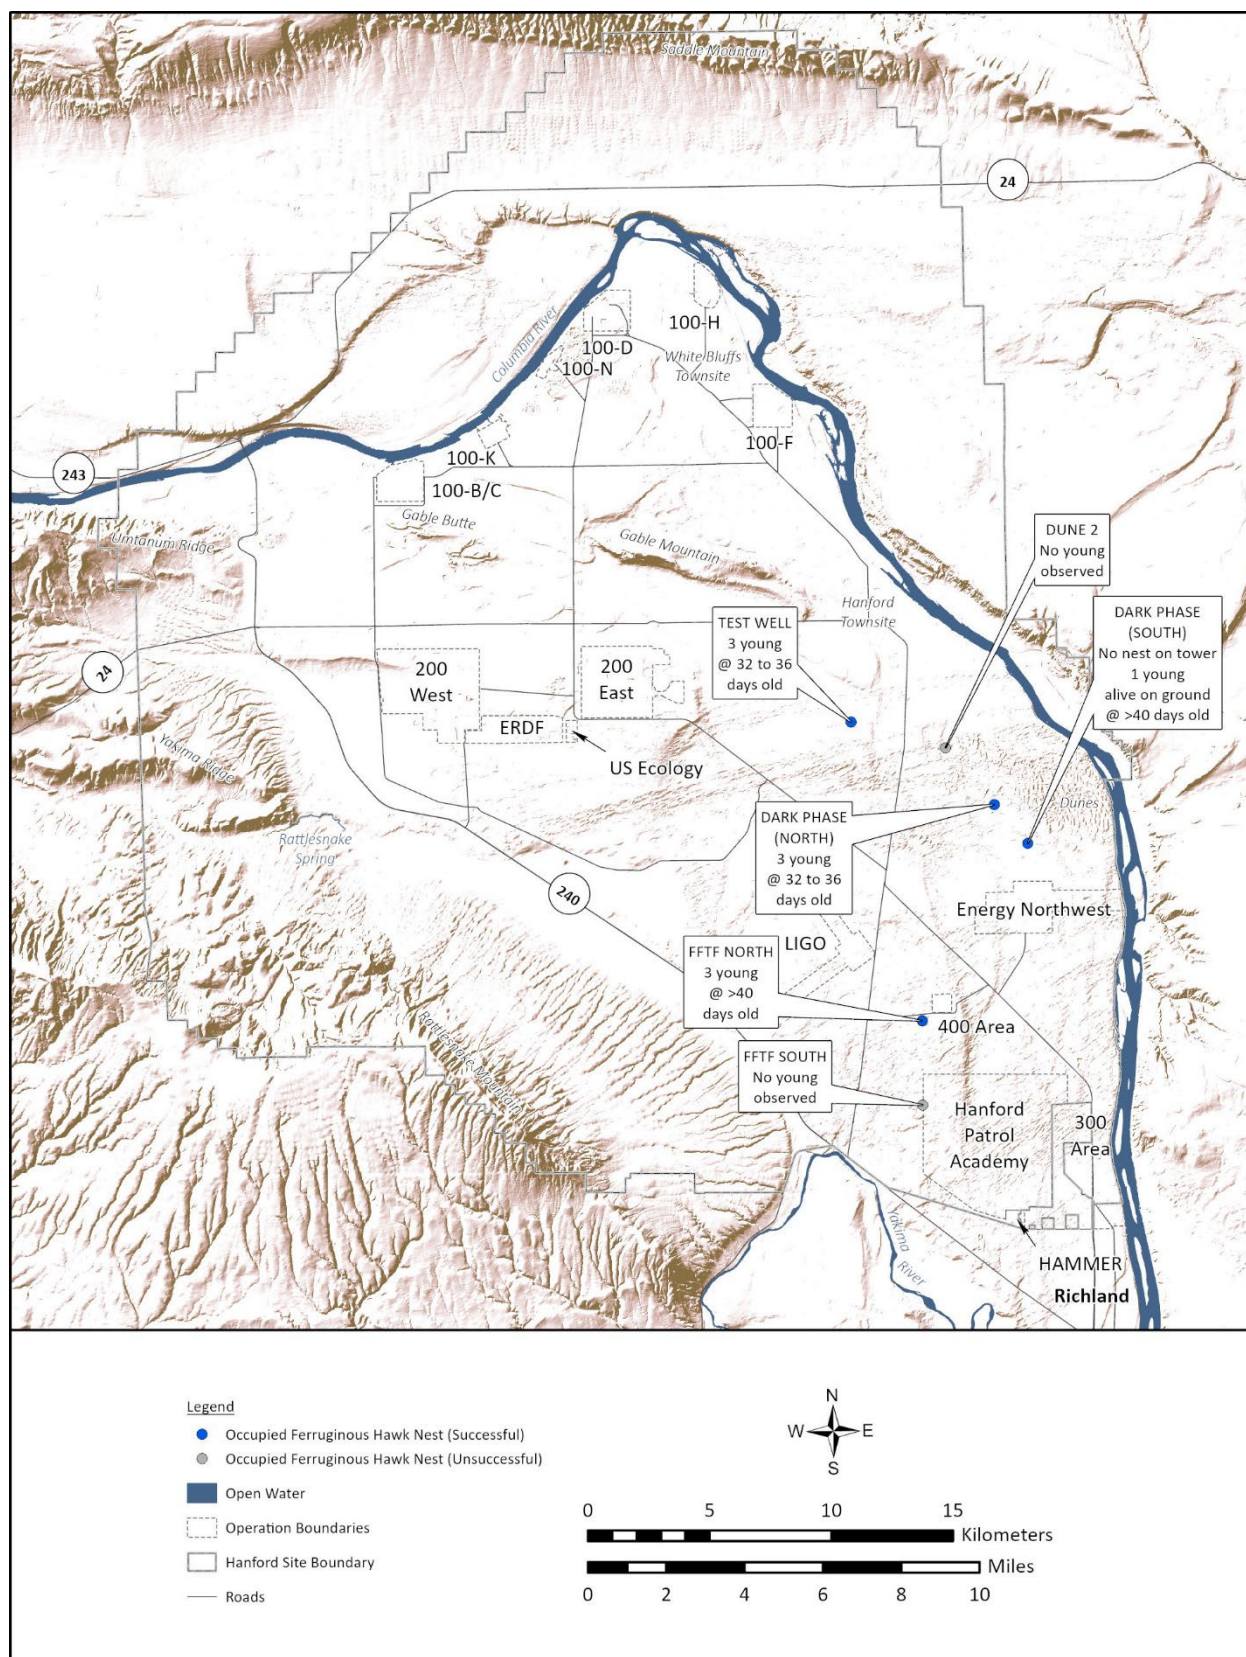 Saddle Mountain
24
Columbia River
100-H
100-D
100-N
White Bluffs
Townsite
100-F
100-K
243
100-B/C
Gable Butte
Umtanum Ridge
Gable Mountain
DUNE 2
No young
observed
Hanford
Townsite
TEST WELL
3 young
@ 32 to 36
days old
DARK PHASE
(SOUTH)
No nest on tower
1 young
alive on ground
@ >40 days old
24
200
West
200
East
ERDF
US Ecology
Yakima Ridge
Rattlesnake
Spring
Dunes
DARK PHASE
(NORTH)
3 young
@ 32 to 36
days old
240
Energy Northwest
LIGO
FFTF NORTH
3 young
@ >40
days old
400 Area
Rattlesnake Mountain
FFTF SOUTH
No young
observed
Hanford
Patrol
Academy
300
Area
Yakima
River
HAMMER
Richland
Legend
Occupied Ferruginous Hawk Nest (Successful)
Occupied Ferruginous Hawk Nest (Unsuccessful)
Open Water
Operation Boundaries
Hanford Site Boundary
Roads
N
W E
S
0 5 10 15
Kilometers
Miles
0 2 4 6 8 10